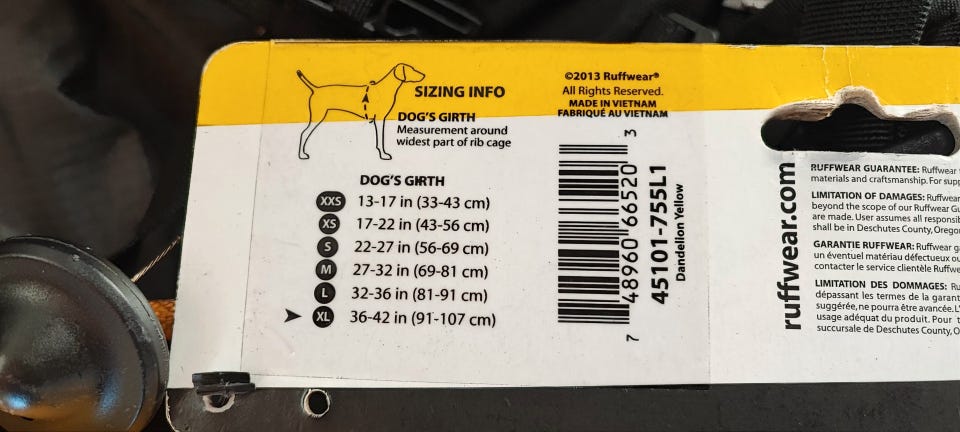 SIZING INFO
DOG'S GIRTH
Measurement around
widest part of rib cage
DOG'S GIRTH
XXS 13-17 in (33-43 cm)
XS 17-22 in (43-56 cm)
S 22-27 in (56-69 cm)
M 27-32 in (69-81 cm)
L 32-36 in (81-91 cm)
XL 36-42 in (91-107 cm)
©2013 Ruffwear®
All Rights Reserved.
MADE IN VIETNAM
FABRIQUÉ AU VIETNAM
7 48960 66520 3
45101-755L1
Dandelion Yellow
ruffwear.com
RUFFWEAR GUARANTEE: Ruffwear
materials and craftsmanship. For
LIMITATION OF DAMAGES: Ruffwear
beyond the scope of our Ruffwear
are made. User assumes all
shall be in Deschutes County,
GARANTIE RUFFWEAR: Ruffwear
un éventuel matériau défectueux
contacter le service clientèle
LIMITATION DES DOMMAGES:
dépassant les termes de la
suggérée, ne pourra être avancée.
usage adéquat du produit. Pour
succursale de Deschutes County,